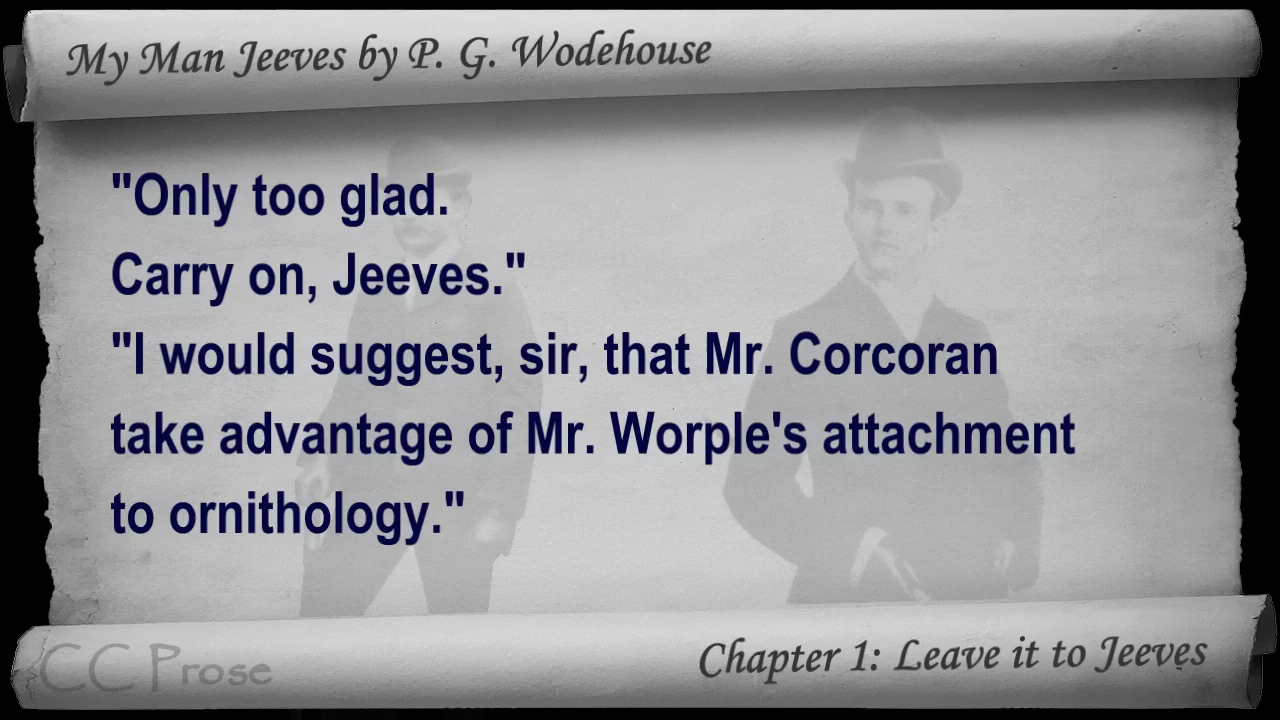 My Man Jeeves by P. G. Wodehouse
"Only too glad.
Carry on, Jeeves."
"I would suggest, sir, that Mr. Corcoran
take advantage of Mr. Worple's attachment
to ornithology."
CC Prose
Chapter 1: Leave it to Jeeves